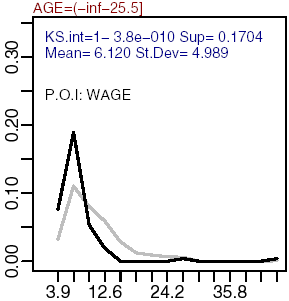 AGE=(-inf-25.5]
KS.int=1- 3.8e-010 Sup= 0.1704
Mean= 6.120 St.Dev= 4.989
P.O.I: WAGE
0.30
0.20
0.10
0.00
3.9 12.6 24.2 35.8